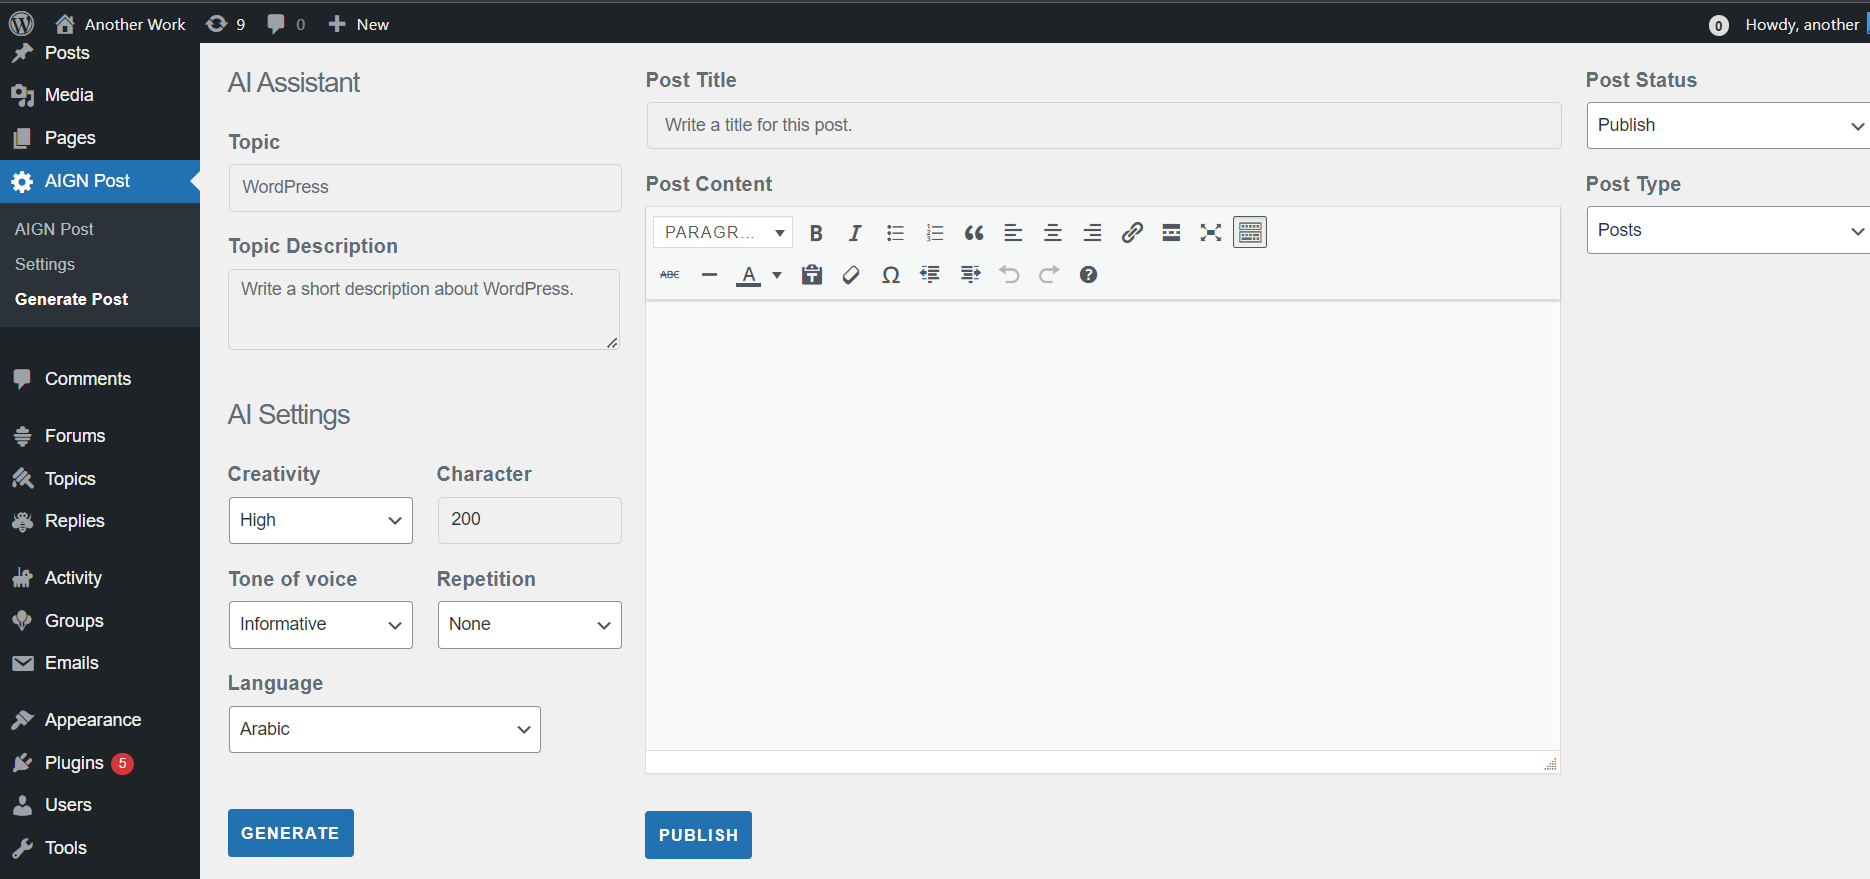 Another Work 9 0 New 0 Howdy, another
Posts
Media
Pages
AIGN Post
AIGN Post
Settings
Generate Post
Comments
Forums
Topics
Replies
Activity
Groups
Emails
Appearance
Plugins 5
Users
Tools
AI Assistant
Topic
WordPress
Topic Description
Write a short description about WordPress.
AI Settings
Creativity Character
High 200
Tone of voice Repetition
Informative None
Language
Arabic
GENERATE
Post Title
Write a title for this post.
Post Content
PARAGR...
ABC
PUBLISH
Post Status
Publish
Post Type
Posts